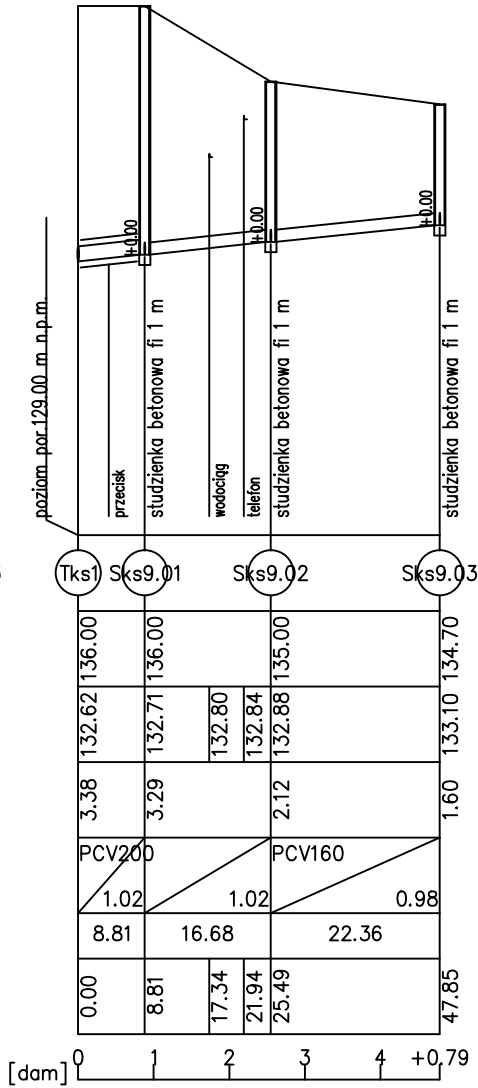 +0.00
+0.00
+0.00
poziom por.129.00 m n.p.m.
przecisk
studzienka betonowa fi 1 m
wodociąg
telefon
studzienka betonowa fi 1 m
studzienka betonowa fi 1 m
Tks1 Sks9.01 Sks9.02 Sks9.03
136.00 136.00 135.00 134.70
132.62 132.71 132.80 132.84 132.88 133.10
3.38 3.29 2.12 1.60
PCV200 PCV160
1.02 1.02 0.98
8.81 16.68 22.36
0.00 8.81 17.34 21.94 25.49 47.85
[dam] 0 1 2 3 4 +0.79